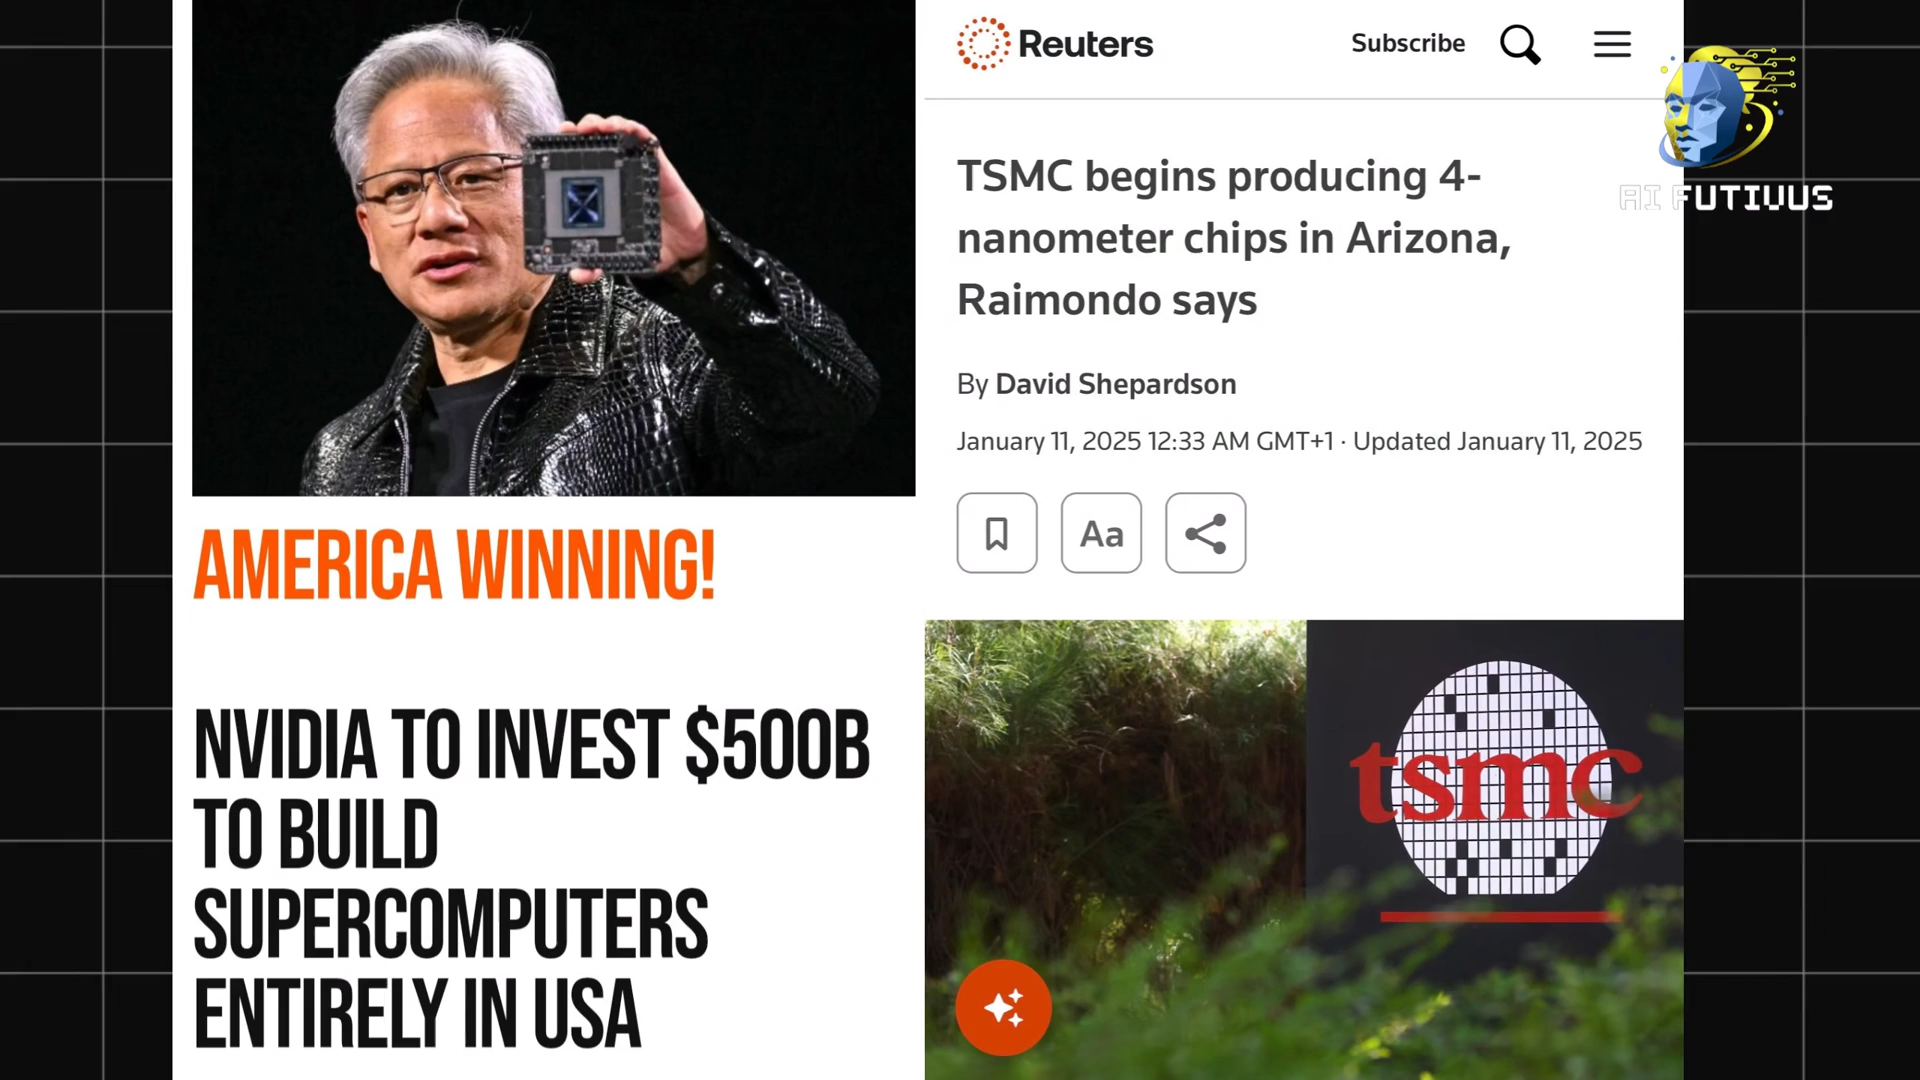 AMERICA WINNING!
NVIDIA TO INVEST $500B
TO BUILD
SUPERCOMPUTERS
ENTIRELY IN USA
Reuters
Subscribe
TSMC begins producing 4-
nanometer chips in Arizona,
Raimondo says
By David Shepardson
January 11, 2025 12:33 AM GMT+1 · Updated January 11, 2025
Aa
tsmc
AI FUTIVUS